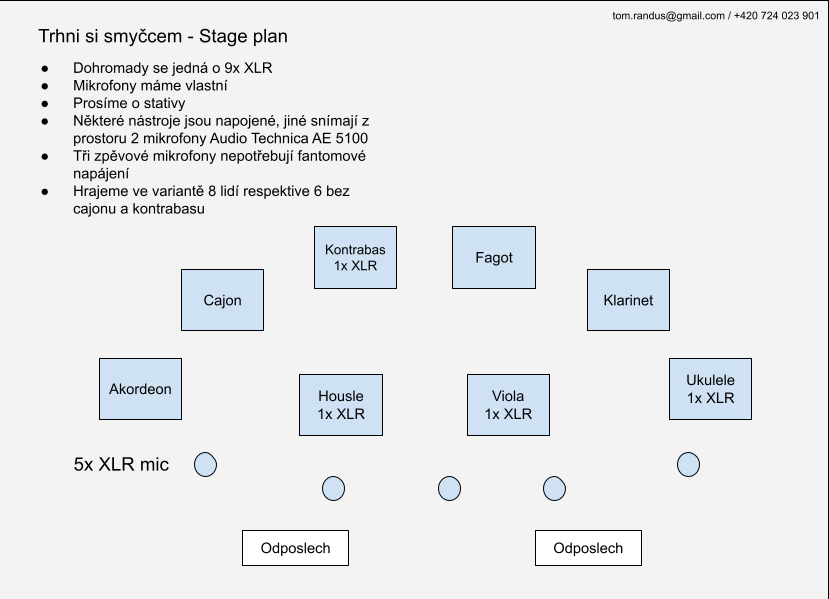 tom.randus@gmail.com / +420 724 023 901
Trhni si smyčcem - Stage plan
● Dohromady se jedná o 9x XLR
● Mikrofony máme vlastní
● Prosíme o stativy
● Některé nástroje jsou napojené, jiné snímají z
prostoru 2 mikrofony Audio Technica AE 5100
● Tři zpěvové mikrofony nepotřebují fantomové
napájení
● Hrajeme ve variantě 8 lidí respektive 6 bez
cajonu a kontrabasu
Kontrabas
1x XLR
Fagot
Cajon
Klarinet
Akordeon
Housle
1x XLR
Viola
1x XLR
Ukulele
1x XLR
5x XLR mic
Odposlech
Odposlech